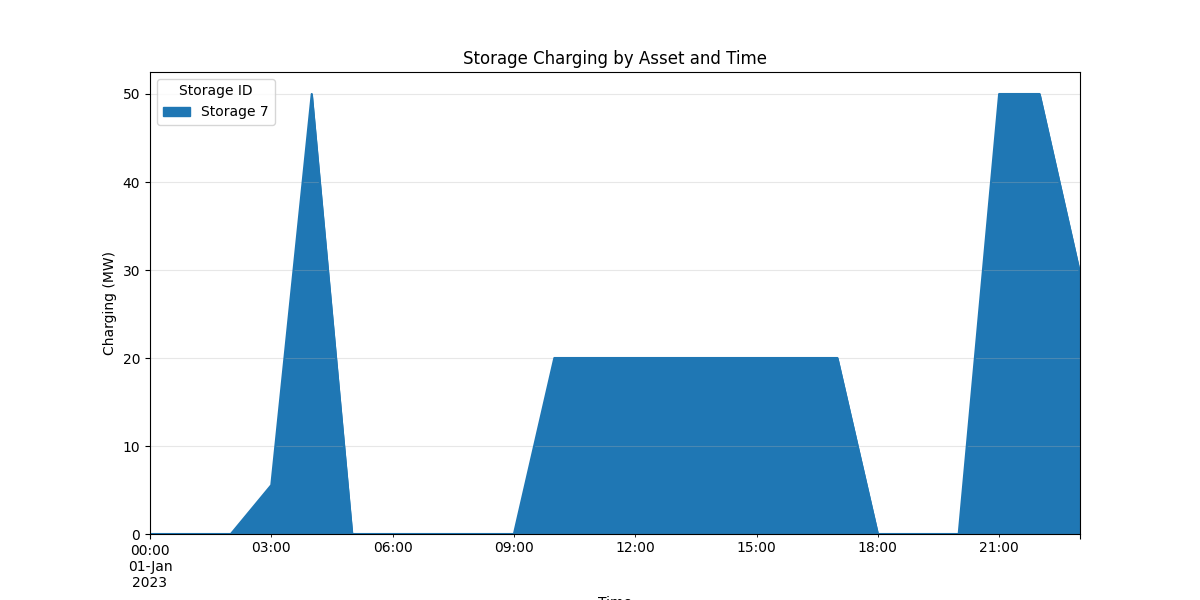 Storage Charging by Asset and Time
Storage ID
Storage 7
Charging (MW)
50
40
30
20
10
0
00:00 03:00 06:00 09:00 12:00 15:00 18:00 21:00
01-Jan
2023
Time